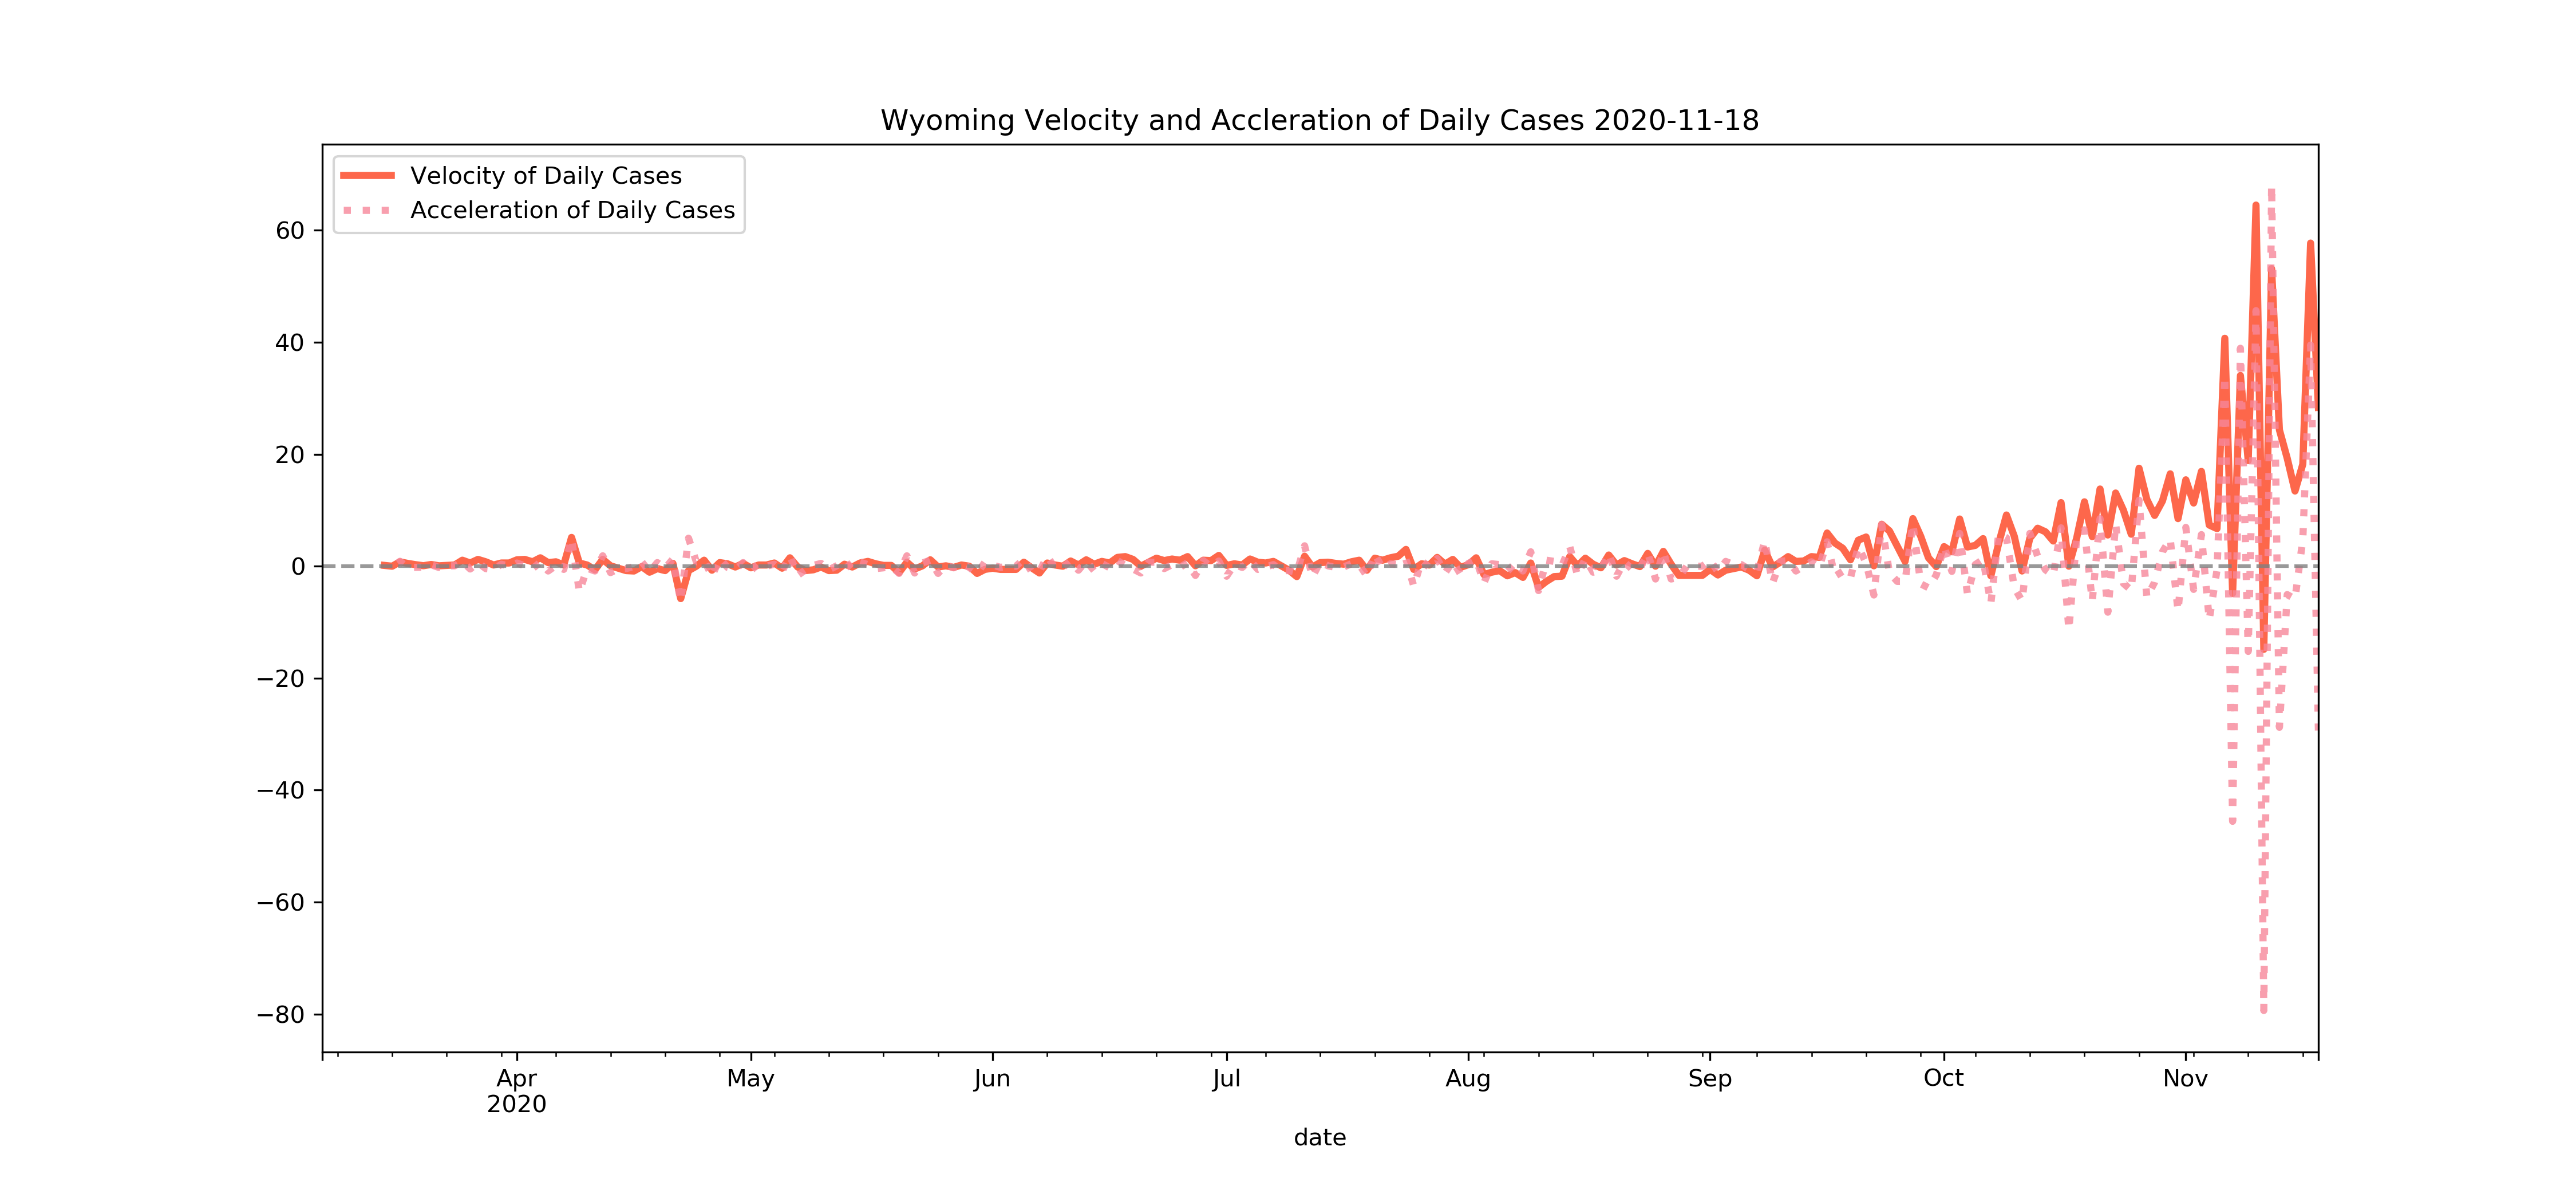 Wyoming Velocity and Accleration of Daily Cases 2020-11-18
Velocity of Daily Cases
Acceleration of Daily Cases
60
40
20
0
−20
−40
−60
−80
Apr May Jun Jul Aug Sep Oct Nov
2020
date